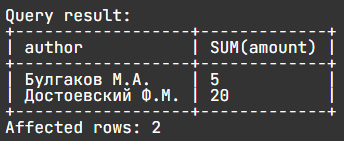 Query result:
+------------------+-------------+
| author           | SUM(amount) |
+------------------+-------------+
| Булгаков М.А.    | 5           |
| Достоевский Ф.М. | 20          |
+------------------+-------------+
Affected rows: 2